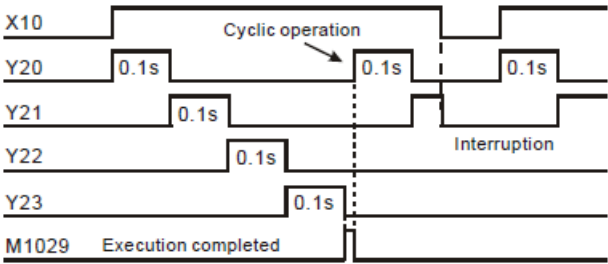 X10
Cyclic operation
Y20
0.1s
0.1s
0.1s
Y21
0.1s
Interruption
Y22
0.1s
Y23
0.1s
M1029 Execution completed